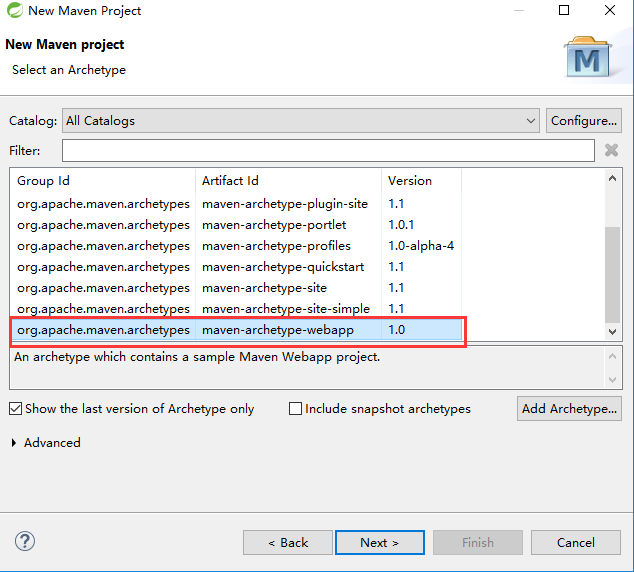 New Maven Project
New Maven project
Select an Archetype
M
Catalog: All Catalogs Configure...
Filter:
Group Id Artifact Id Version
org.apache.maven.archetypes maven-archetype-plugin-site 1.1
org.apache.maven.archetypes maven-archetype-portlet 1.0.1
org.apache.maven.archetypes maven-archetype-profiles 1.0-alpha-4
org.apache.maven.archetypes maven-archetype-quickstart 1.1
org.apache.maven.archetypes maven-archetype-site 1.1
org.apache.maven.archetypes maven-archetype-site-simple 1.1
org.apache.maven.archetypes maven-archetype-webapp 1.0
An archetype which contains a sample Maven Webapp project.
Show the last version of Archetype only Include snapshot archetypes Add Archetype...
Advanced
? < Back Next > Finish Cancel